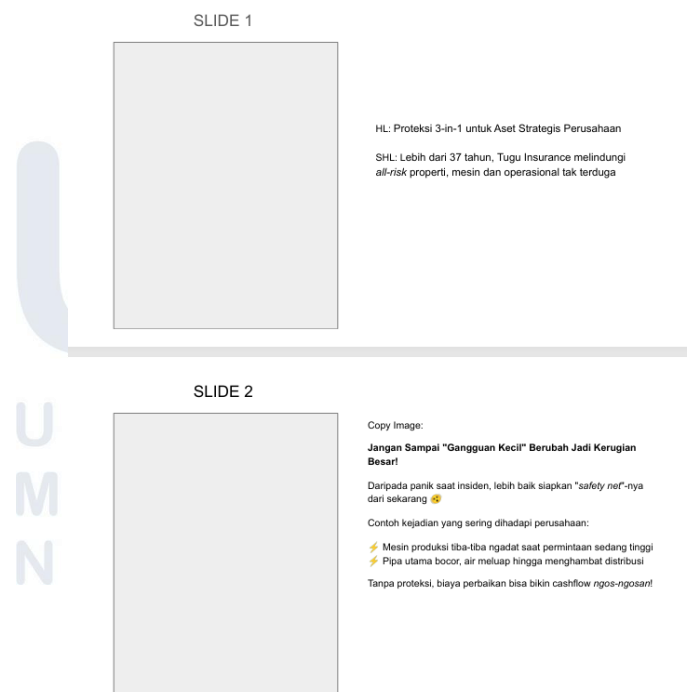 SLIDE 1
HL: Proteksi 3-in-1 untuk Aset Strategis Perusahaan
SHL: Lebih dari 37 tahun, Tugu Insurance melindungi
all-risk properti, mesin dan operasional tak terduga
SLIDE 2
Copy Image:
Jangan Sampai "Gangguan Kecil" Berubah Jadi Kerugian
Besar!
Daripada panik saat insiden, lebih baik siapkan "safety net"-nya
dari sekarang 🫠
Contoh kejadian yang sering dihadapi perusahaan:
⚡ Mesin produksi tiba-tiba ngadat saat permintaan sedang tinggi
⚡ Pipa utama bocor, air meluap hingga menghambat distribusi
Tanpa proteksi, biaya perbaikan bisa bikin cashflow ngos-ngosan!
U
M
N